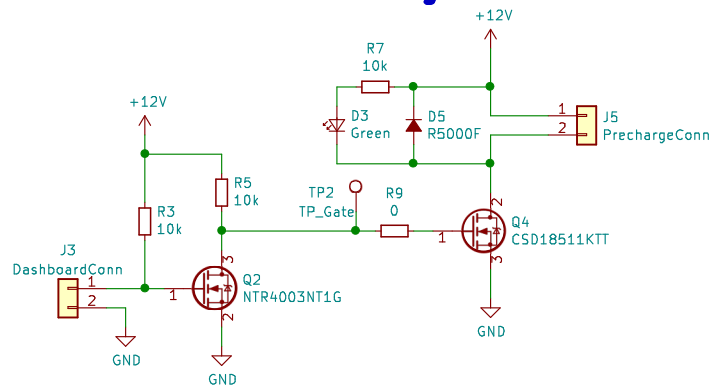 +12V
R7
10k
D3
Green
D5
R5000F
1
2
J5
PrechargeConn
+12V
R5
10k
R3
10k
TP2
TP_Gate
R9
0
2
1
3
Q4
CSD18511KTT
GND
J3
DashboardConn
1
2
GND
3
1
2
Q2
NTR4003NT1G
GND